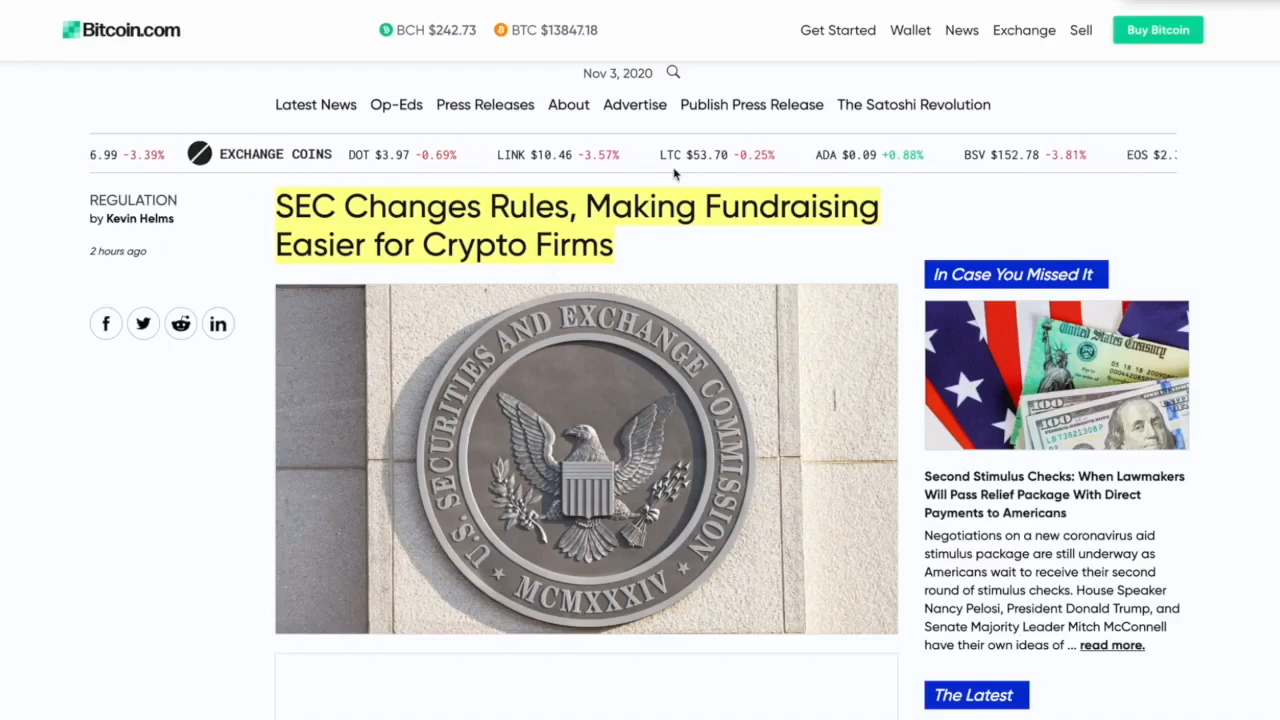 Bitcoin.com
BCH $242.73 BTC $13847.18
Get Started Wallet News Exchange Sell Buy Bitcoin
Nov 3, 2020
Latest News Op-Eds Press Releases About Advertise Publish Press Release The Satoshi Revolution
6.99 -3.39% EXCHANGE COINS DOT $3.97 -0.69% LINK $10.46 -3.57% LTC $53.70 -0.25% ADA $0.09 +0.88% BSV $152.78 -3.81% EOS $2.
REGULATION
by Kevin Helms
2 hours ago
SEC Changes Rules, Making Fundraising
Easier for Crypto Firms
U.S. SECURITIES AND EXCHANGE COMMISSION
MCMXXXIV
In Case You Missed It
United States Treasury
100
100
Second Stimulus Checks: When Lawmakers
Will Pass Relief Package With Direct
Payments to Americans
Negotiations on a new coronavirus aid
stimulus package are still underway as
Americans wait to receive their second
round of stimulus checks. House Speaker
Nancy Pelosi, President Donald Trump, and
Senate Majority Leader Mitch McConnell
have their own ideas of ... read more.
The Latest